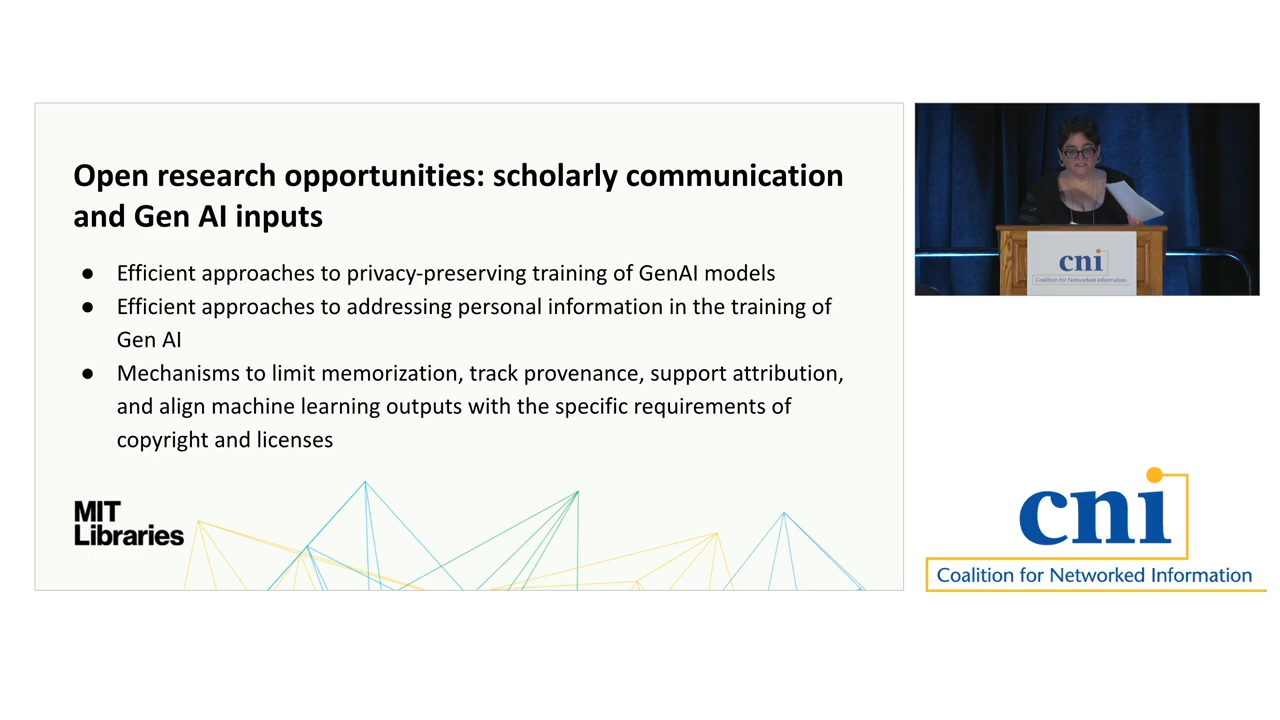 Open research opportunities: scholarly communication
and Gen AI inputs
● Efficient approaches to privacy-preserving training of GenAI models
● Efficient approaches to addressing personal information in the training of
Gen AI
● Mechanisms to limit memorization, track provenance, support attribution,
and align machine learning outputs with the specific requirements of
copyright and licenses
MIT
Libraries
cni
Coalition for Networked Information
cni
Coalition for Networked Information